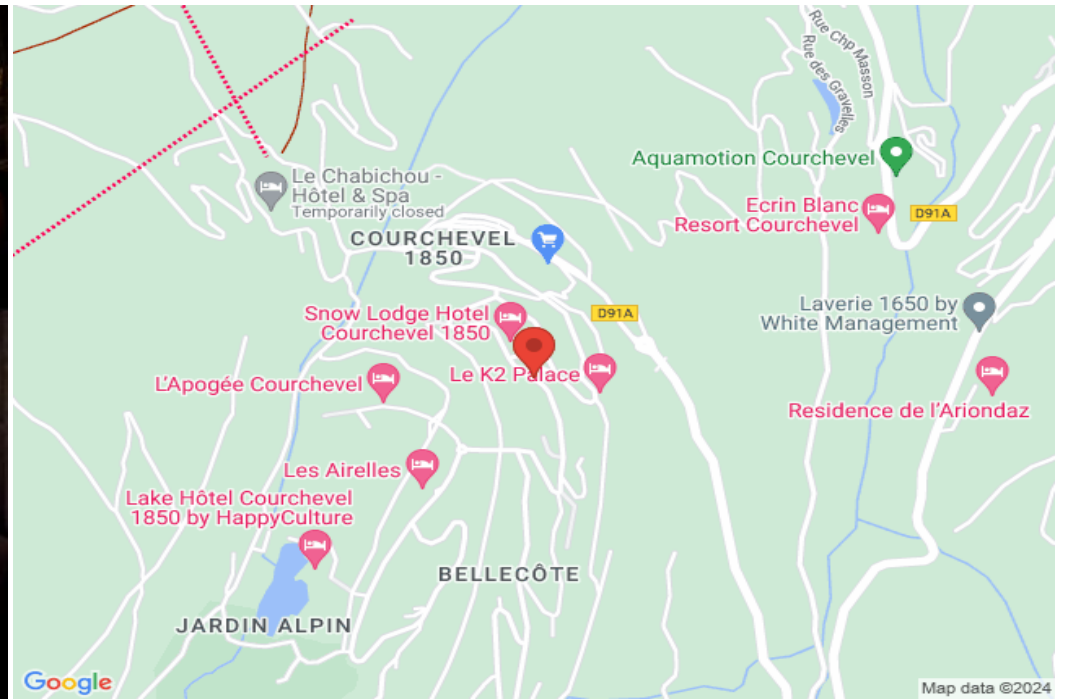 Rue Chp Masson
Rue des Gravelles
Aquamotion Courchevel
Le Chabichou -
Hôtel & Spa
Temporarily closed
Ecrin Blanc
Resort Courchevel
D91A
COURCHEVEL
1850
Snow Lodge Hotel
Courchevel 1850
D91A
Laverie 1650 by
White Management
L'Apogée Courchevel
Le K2 Palace
Residence de l'Ariondaz
Les Airelles
Lake Hôtel Courchevel
1850 by HappyCulture
BELLECÔTE
JARDIN ALPIN
Google
Map data ©2024